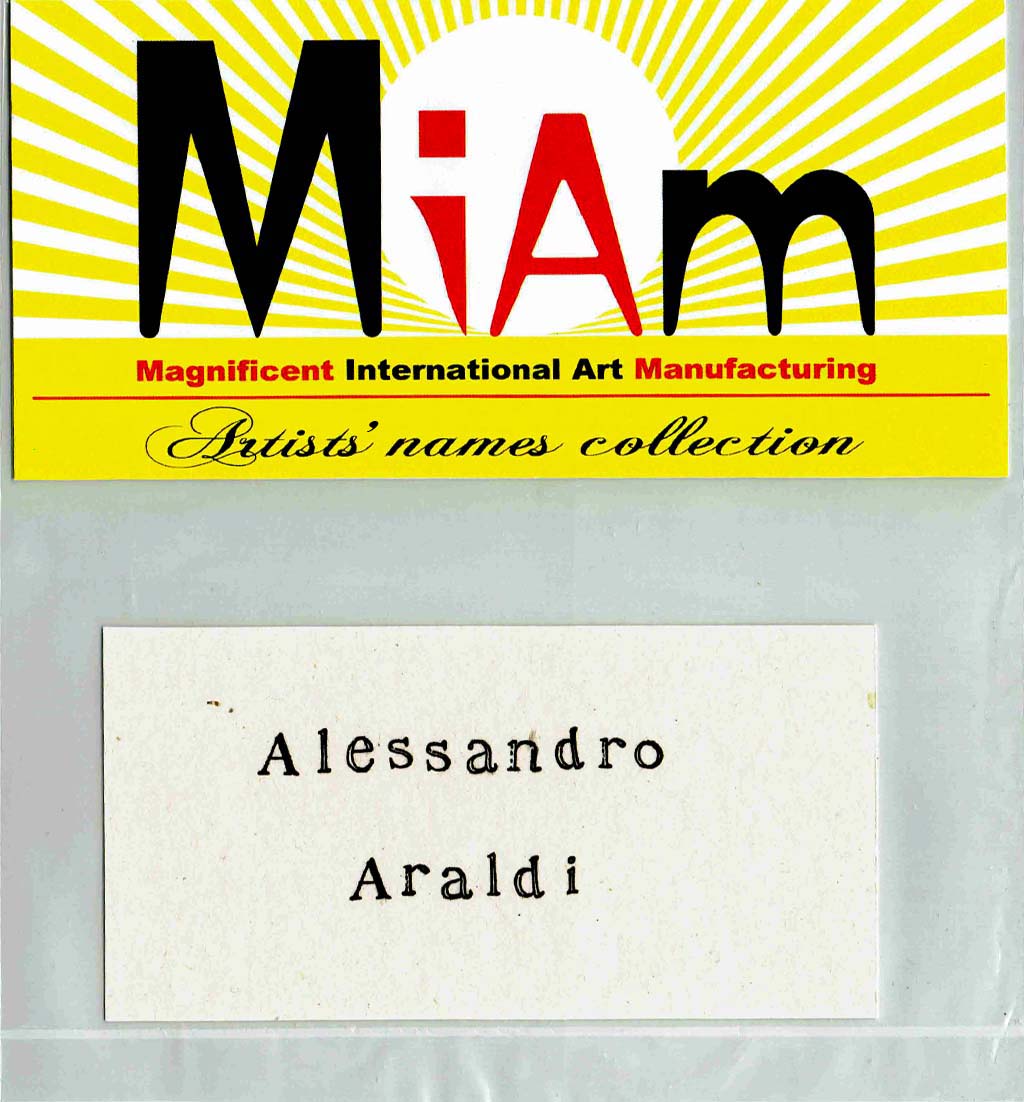 MiAm
Magnificent International Art Manufacturing
Artists' names collection
Alessandro
Araldi